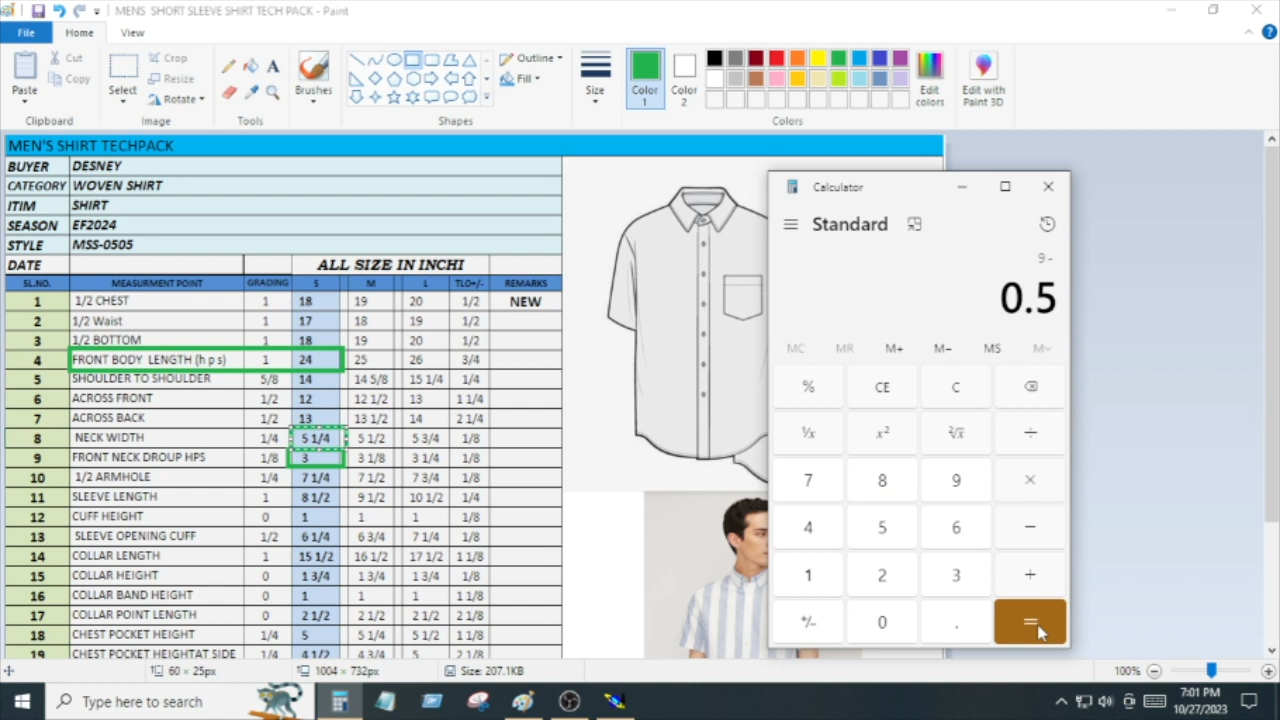 MENS SHORT SLEEVE SHIRT TECH PACK - Paint
File Home View
Paste
Cut
Copy
Clipboard
Select
Crop
Resize
Rotate
Image
Tools
Brushes
Shapes
Outline
Fill
Size
Color 1
Color 2
Edit colors
Colors
Edit with Paint 3D
MEN'S SHIRT TECHPACK
BUYER DESNEY
CATEGORY WOVEN SHIRT
ITIM SHIRT
SEASON EF2024
STYLE MSS-0505
DATE ALL SIZE IN INCHI
SL.NO. MEASURMENT POINT GRADING S M L TLO+/- REMARKS
1 1/2 CHEST 1 18 19 20 1/2 NEW
2 1/2 Waist 1 17 18 19 1/2
3 1/2 BOTTOM 1 18 19 20 1/2
4 FRONT BODY LENGTH (h p s) 1 24 25 26 3/4
5 SHOULDER TO SHOULDER 5/8 14 14 5/8 15 1/4 1/4
6 ACROSS FRONT 1/2 12 12 1/2 13 1 1/4
7 ACROSS BACK 1/2 13 13 1/2 14 2 1/4
8 NECK WIDTH 1/4 5 1/4 5 1/2 5 3/4 1/8
9 FRONT NECK DROUP HPS 1/8 3 3 1/8 3 1/4 1/8
10 1/2 ARMHOLE 1/4 7 1/4 7 1/2 7 3/4 1/8
11 SLEEVE LENGTH 1 8 1/2 9 1/2 10 1/2 1/4
12 CUFF HEIGHT 0 1 1 1 1/8
13 SLEEVE OPENING CUFF 1/2 6 1/4 6 3/4 7 1/4 1/8
14 COLLAR LENGTH 1 15 1/2 16 1/2 17 1/2 1 1/8
15 COLLAR HEIGHT 0 1 3/4 1 3/4 1 3/4 1/8
16 COLLAR BAND HEIGHT 0 1 1 1 1 1/8
17 COLLAR POINT LENGTH 0 2 1/2 2 1/2 2 1/2 2 1/8
18 CHEST POCKET HEIGHT 1/4 5 5 1/4 5 1/2 1 1/8
19 CHEST POCKET HEIGHTAT SIDE 1/4 4 1/2 4 3/4 5 2 1/8
Calculator
Standard
9 -
0.5
MC MR M+ M− MS M˅
% CE C
¹/x x² ²√x ÷
7 8 9 ×
4 5 6 −
1 2 3 +
+/− 0 . =
60 × 25px
1004 × 732px
Size: 207.1KB
100%
Type here to search
7:01 PM
10/27/2023